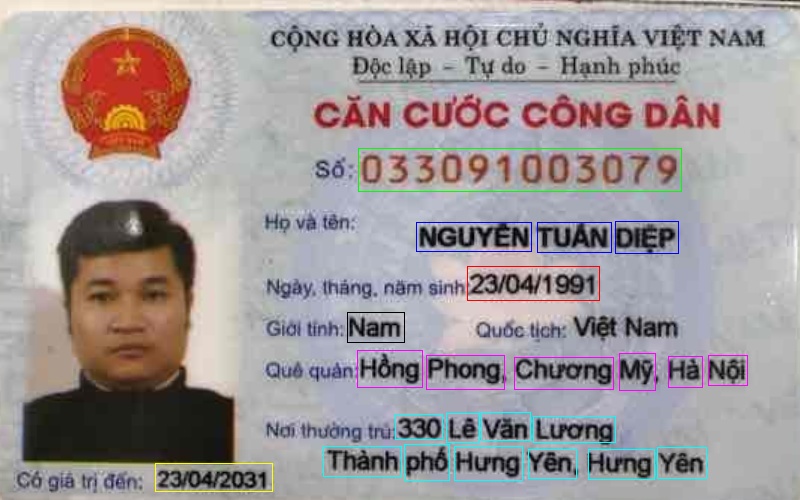 CỘNG HÒA XÃ HỘI CHỦ NGHĨA VIỆT NAM
Độc lập - Tự do - Hạnh phúc
CĂN CƯỚC CÔNG DÂN
Số: 033091003079
Họ và tên:
NGUYỄN TUẤN DIỆP
Ngày, tháng, năm sinh: 23/04/1991
Giới tính: Nam Quốc tịch: Việt Nam
Quê quán: Hồng Phong, Chương Mỹ, Hà Nội
Nơi thường trú: 330 Lê Văn Lương
Thành phố Hưng Yên, Hưng Yên
Có giá trị đến: 23/04/2031